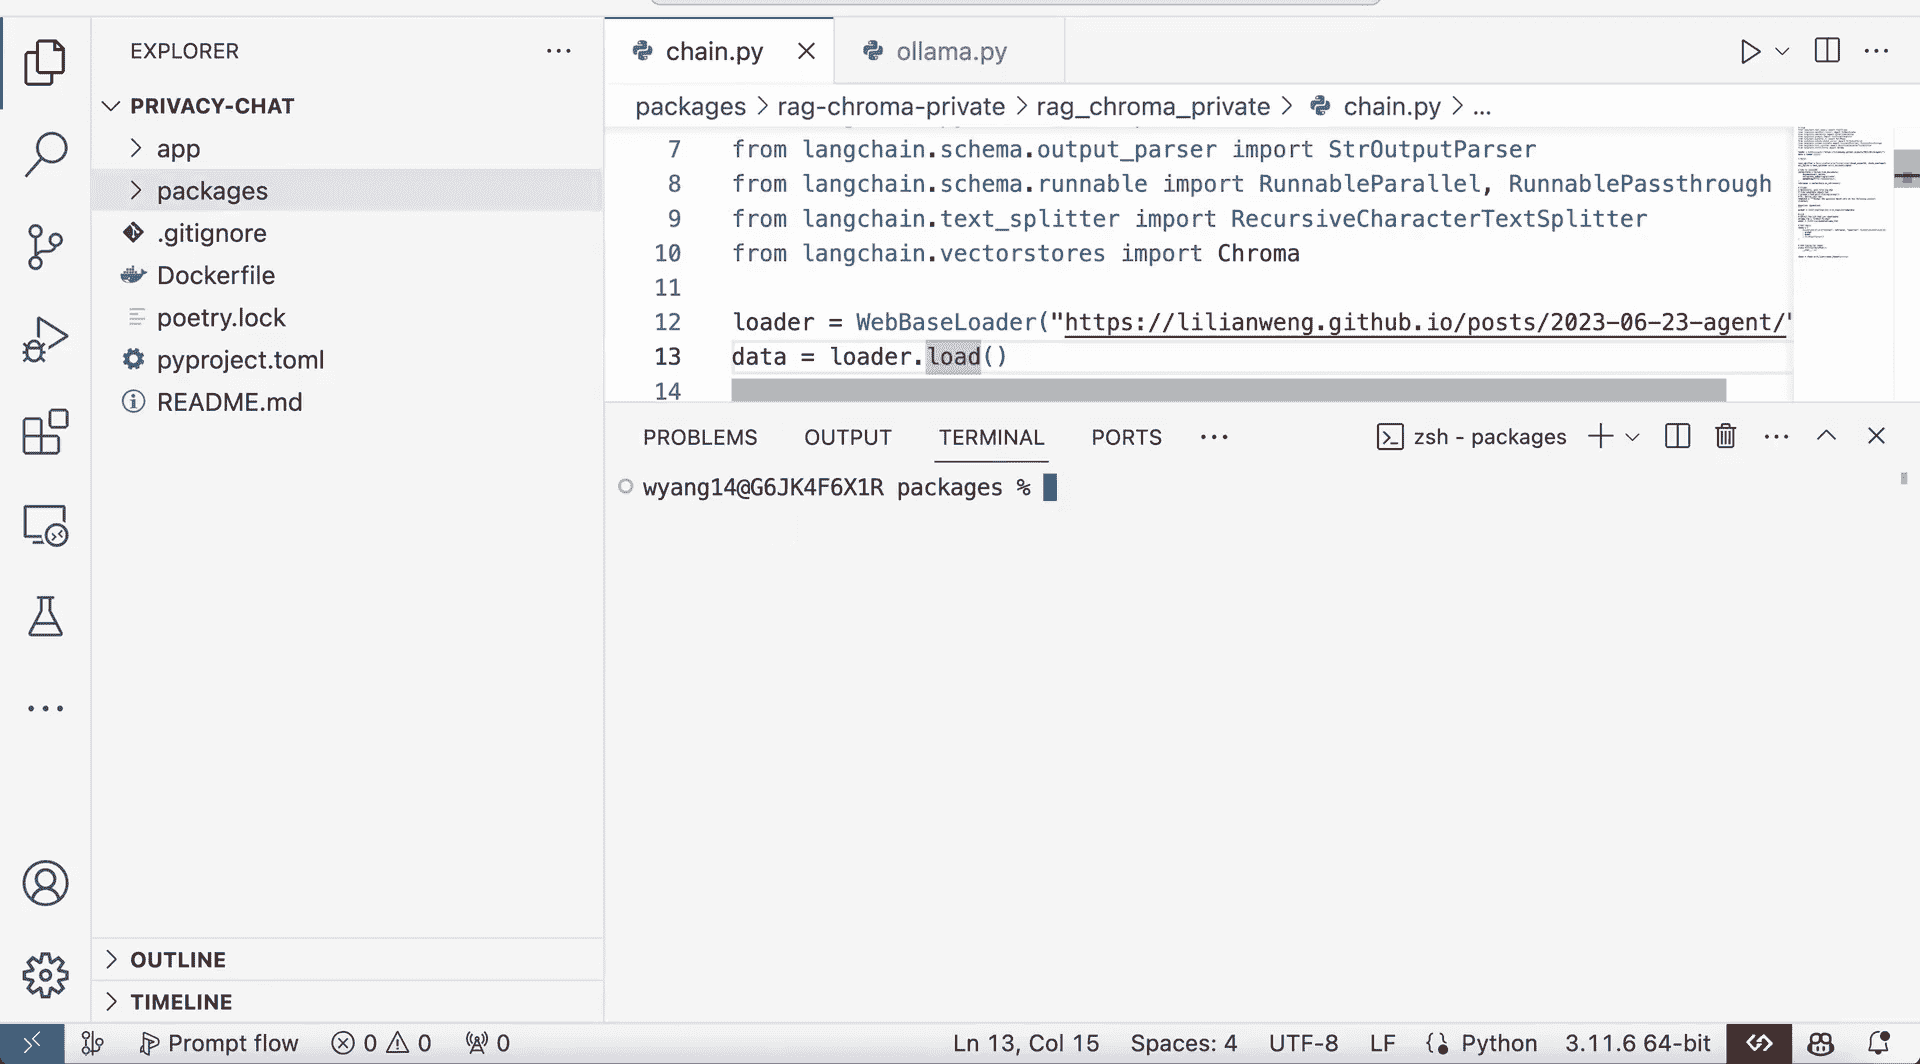 EXPLORER
PRIVACY-CHAT
app
packages
.gitignore
Dockerfile
poetry.lock
pyproject.toml
README.md
OUTLINE
TIMELINE
chain.py
ollama.py
packages > rag-chroma-private > rag_chroma_private > chain.py > ...
7 from langchain.schema.output_parser import StrOutputParser
8 from langchain.schema.runnable import RunnableParallel, RunnablePassthrough
9 from langchain.text_splitter import RecursiveCharacterTextSplitter
10 from langchain.vectorstores import Chroma
11
12 loader = WebBaseLoader("https://lilianweng.github.io/posts/2023-06-23-agent/"
13 data = loader.load()
14
PROBLEMS OUTPUT TERMINAL PORTS ... zsh - packages
wyang14@G6JK4F6X1R packages %
Prompt flow 0 0 0 Ln 13, Col 15 Spaces: 4 UTF-8 LF Python 3.11.6 64-bit